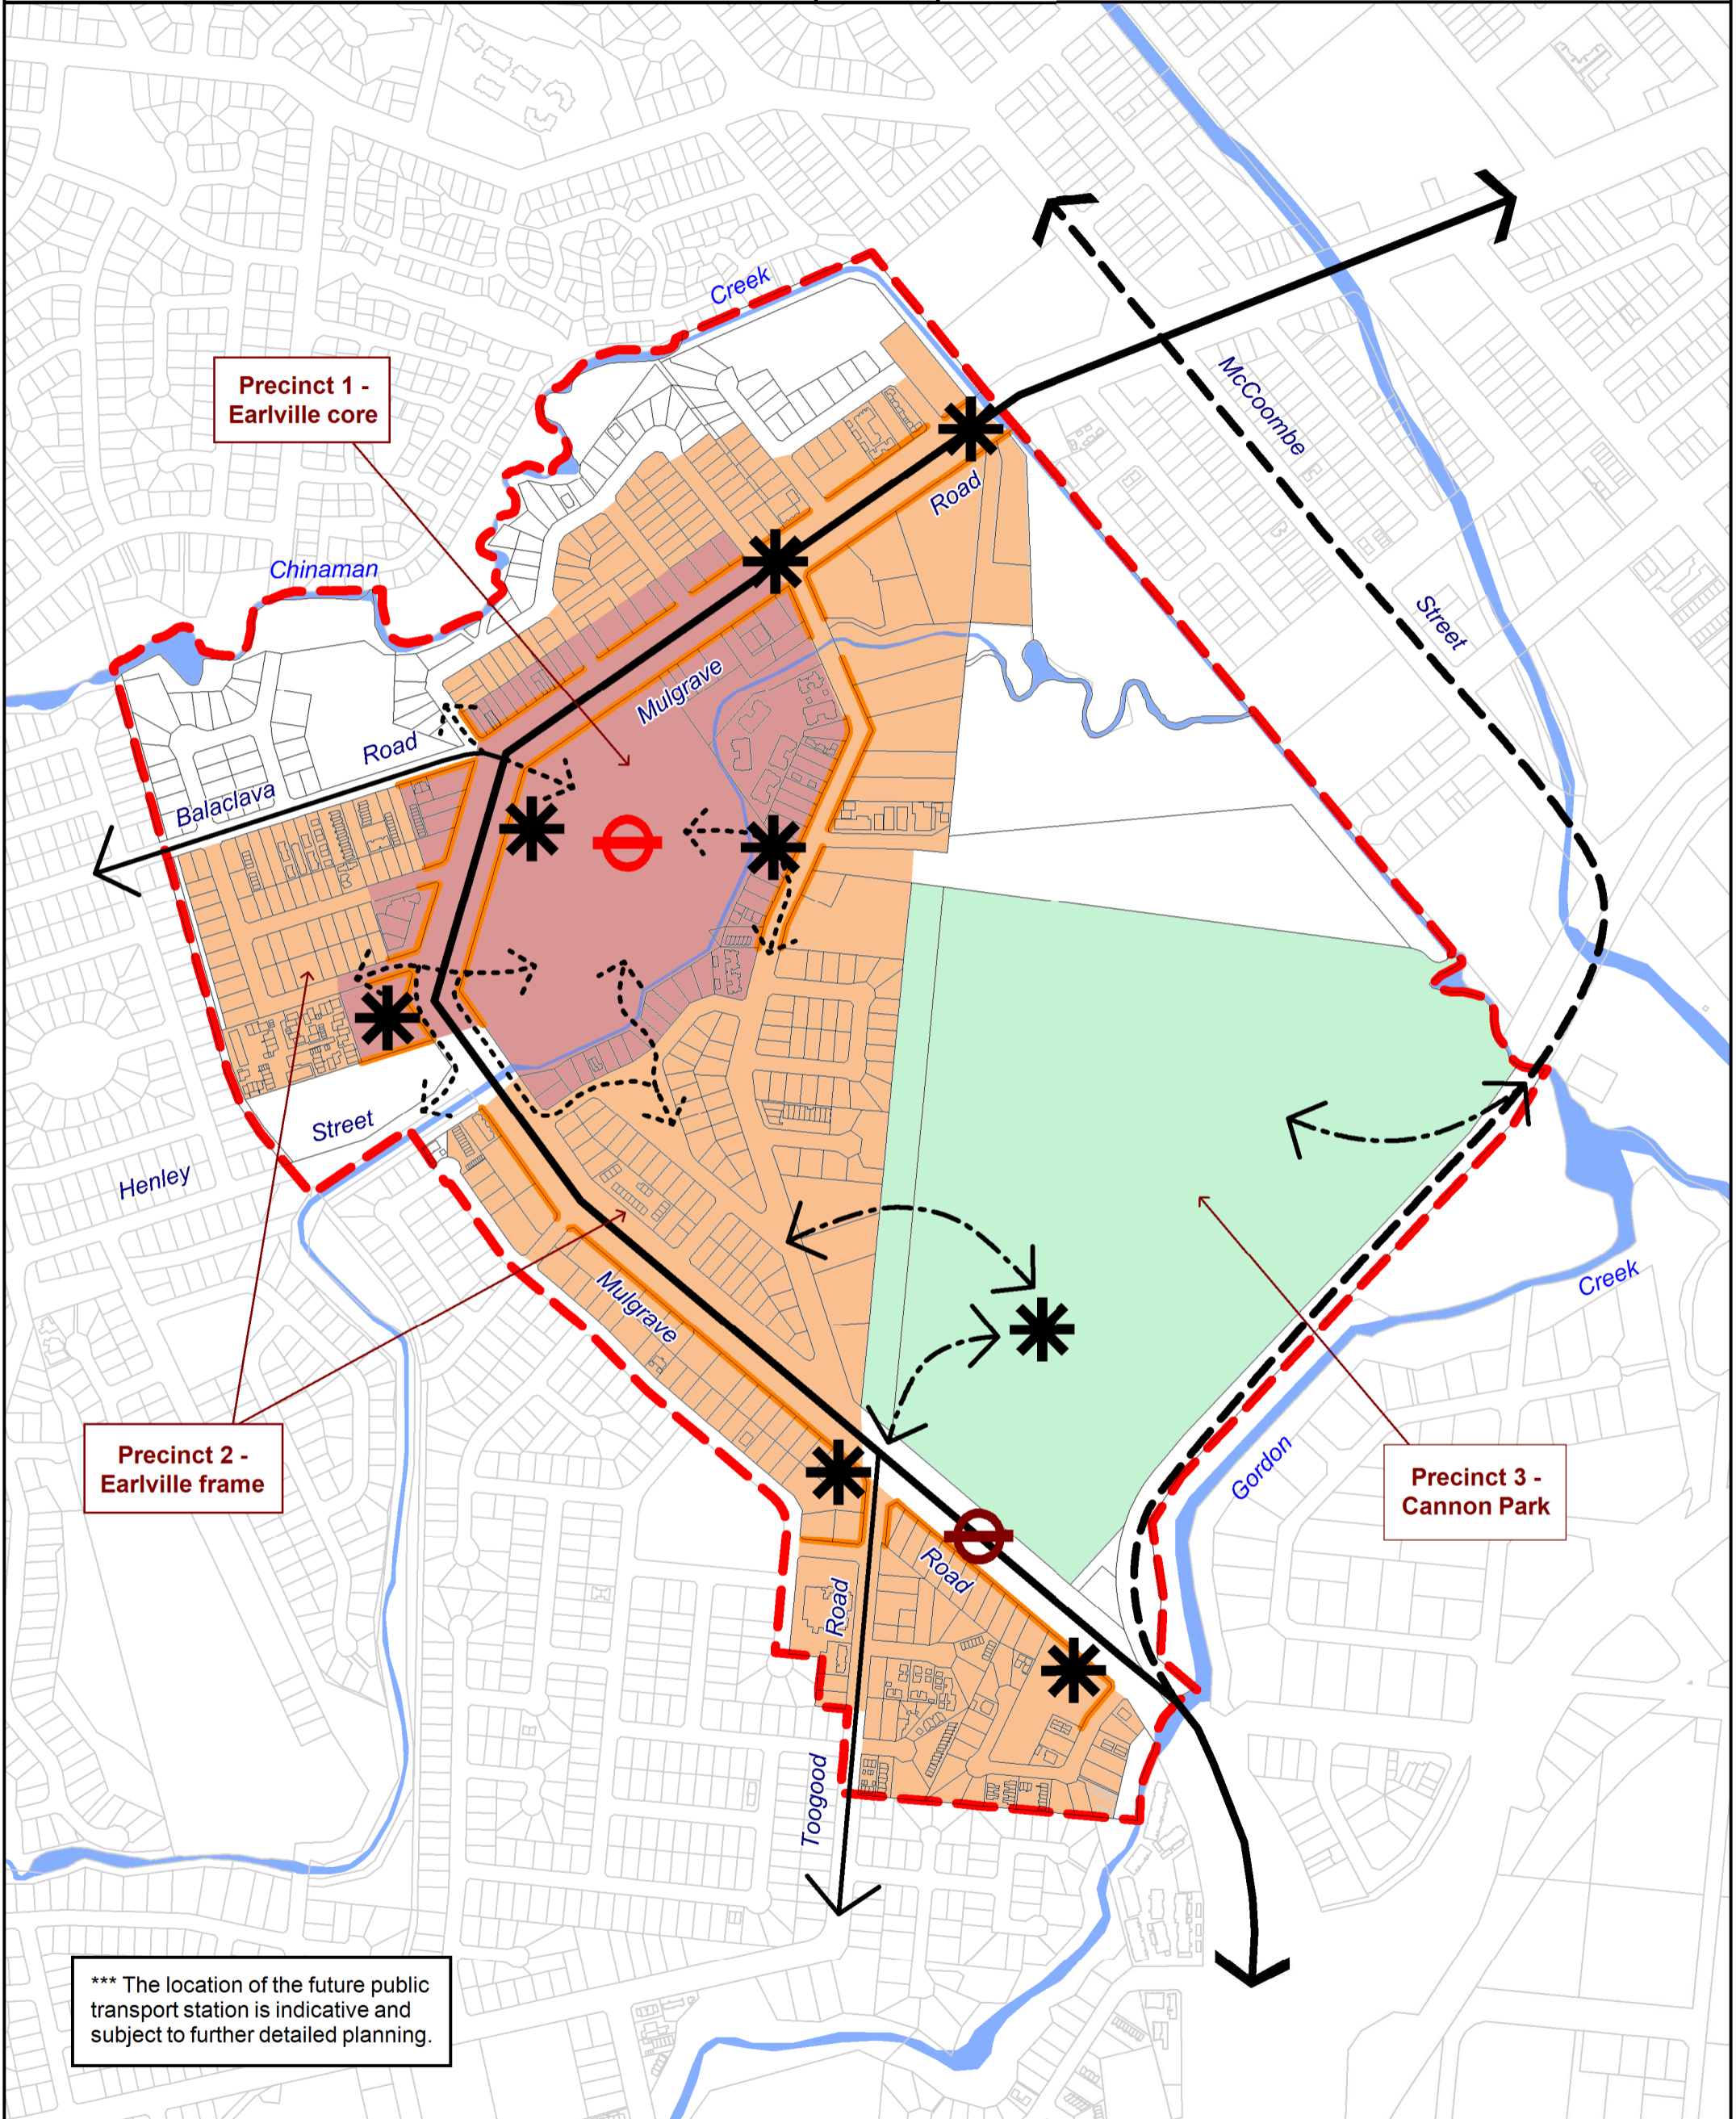 Creek
McCoombe
Precinct 1 -
Earlville core
Road
Chinaman
Street
Mulgrave
Road
Balaclava
Street
Henley
Creek
Mulgrave
Precinct 2 -
Earlville frame
Gordon
Precinct 3 -
Cannon Park
Road
Road
Toogood
*** The location of the future public
transport station is indicative and
subject to further detailed planning.